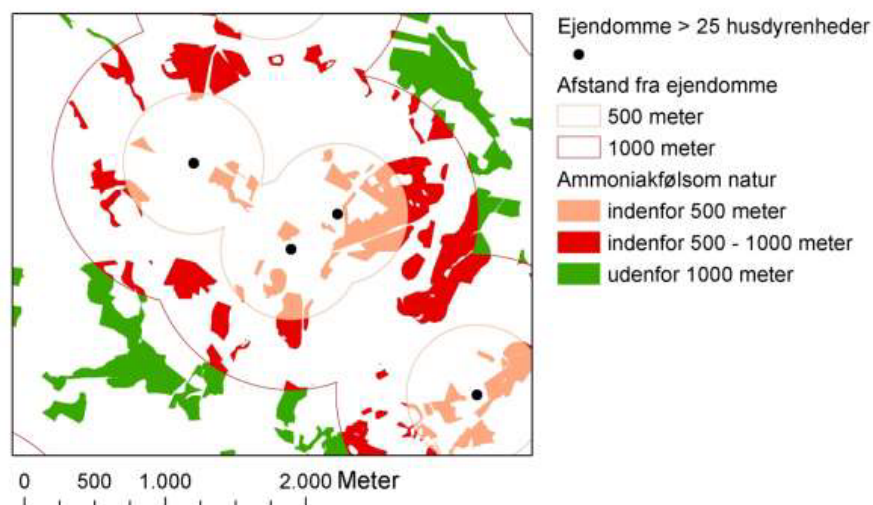 Ejendomme > 25 husdyrenheder
Afstand fra ejendomme
500 meter
1000 meter
Ammoniakfølsom natur
indenfor 500 meter
indenfor 500 - 1000 meter
udenfor 1000 meter
0 500 1.000 2.000 Meter